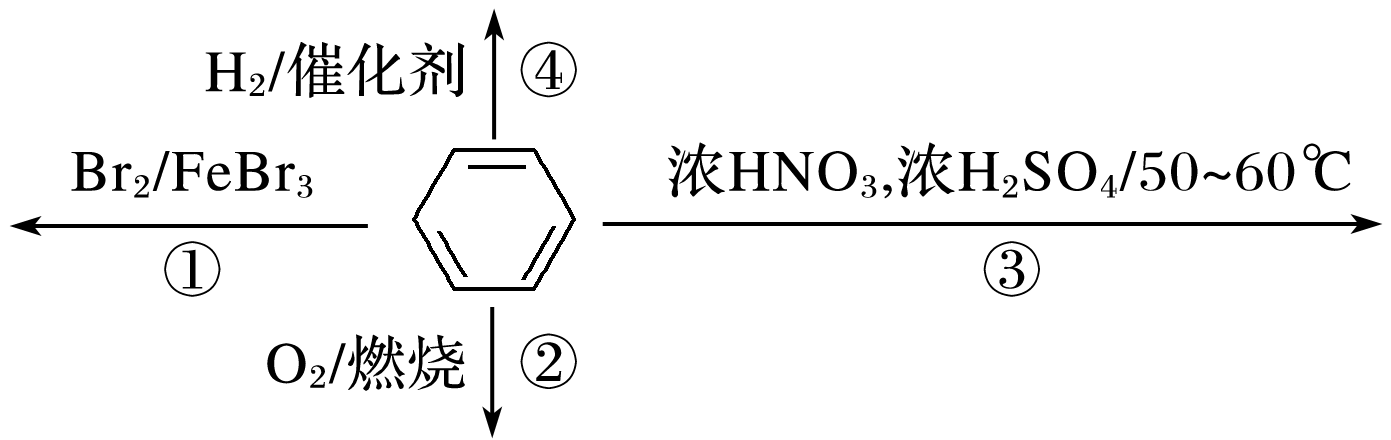 H₂/催化剂 ④
Br₂/FeBr₃
①
浓HNO₃,浓H₂SO₄/50~60℃
③
O₂/燃烧 ②